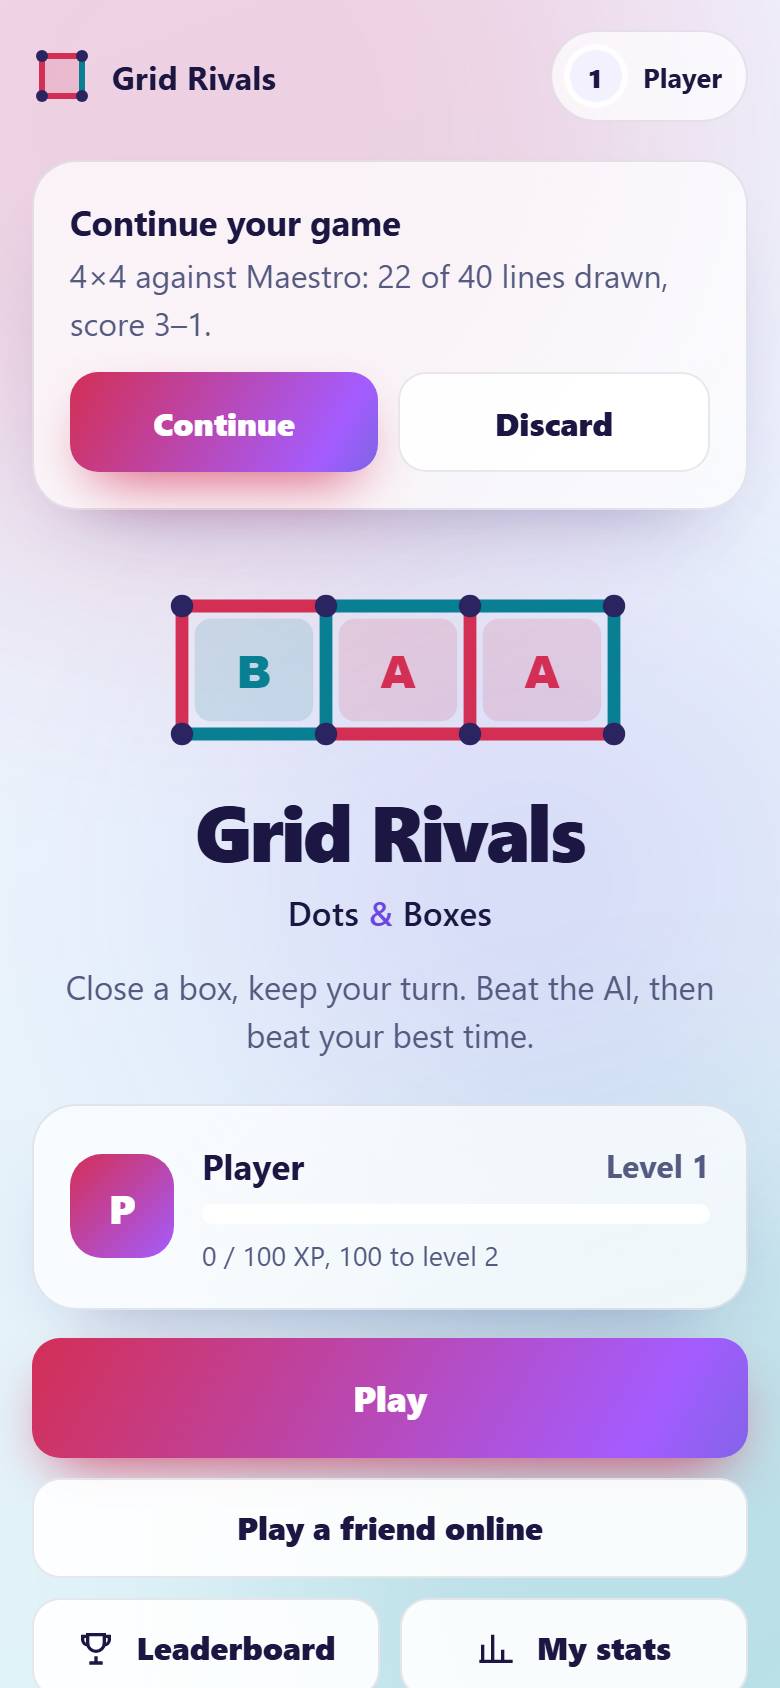 Grid Rivals
1 Player
Continue your game
4×4 against Maestro: 22 of 40 lines drawn,
score 3–1.
Continue Discard
B A A
Grid Rivals
Dots & Boxes
Close a box, keep your turn. Beat the AI, then
beat your best time.
P
Player Level 1
0 / 100 XP, 100 to level 2
Play
Play a friend online
Leaderboard My stats